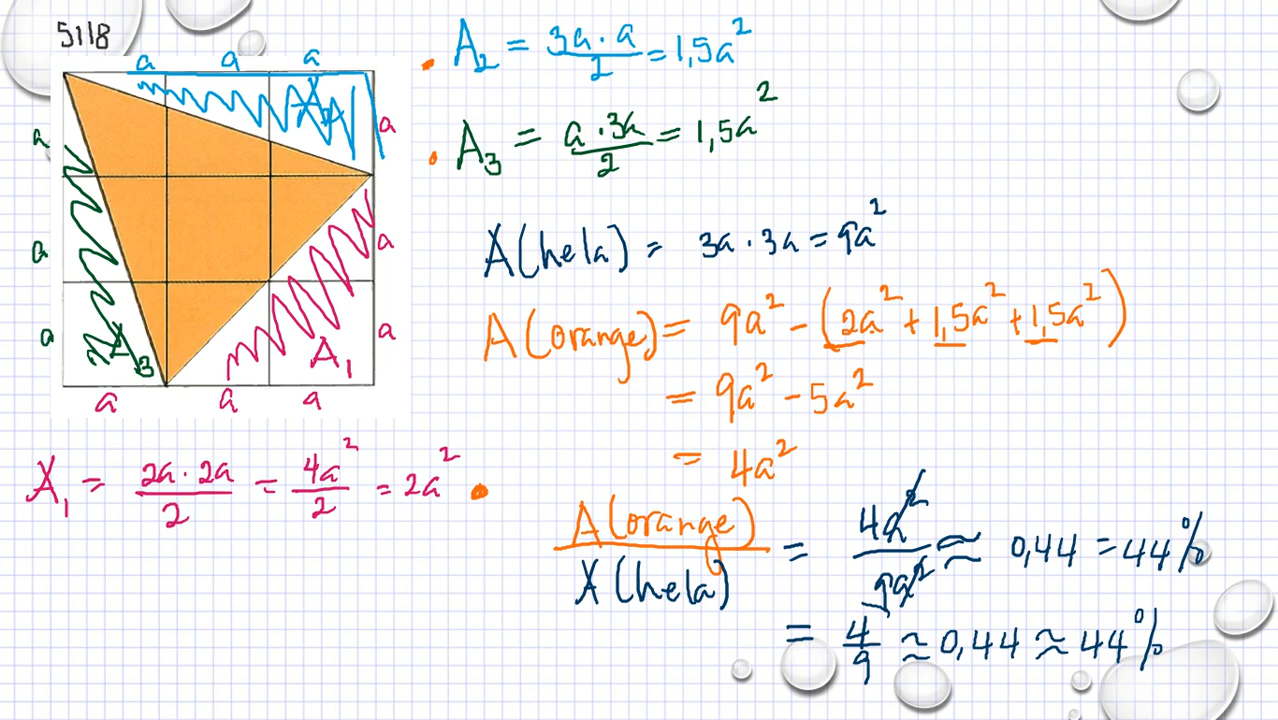 5118
a a a
A₂ = 3a · a / 2 = 1,5a²
A₂
a
a
A₃ = a · 3a / 2 = 1,5a²
a
a
A(hela) = 3a · 3a = 9a²
a
a
A₃
A₁
A(orange) = 9a² - (2a² + 1,5a² + 1,5a²)
a a a
= 9a² - 5a²
= 4a²
A₁ = 2a · 2a / 2 = 4a² / 2 = 2a²
A(orange) / A(hela) = 4a² / 9a² ≈ 0,44 = 44%
= 4/9 ≈ 0,44 ≈ 44%